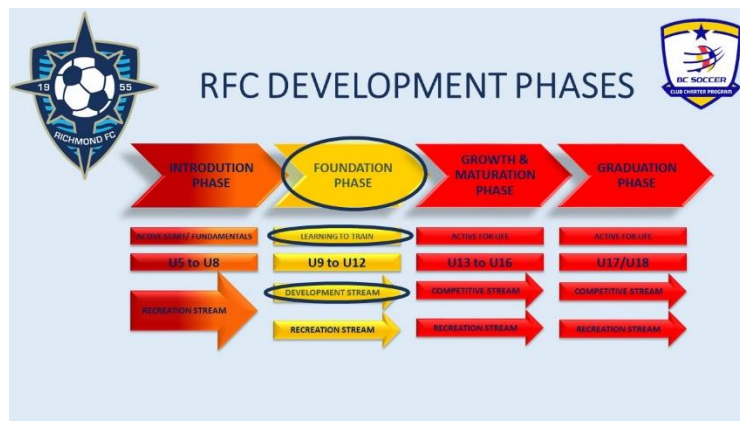 RFC DEVELOPMENT PHASES
19 55
RICHMOND FC
BC SOCCER
CLUB CHARTER PROGRAM
INTRODUTION
PHASE
FOUNDATION
PHASE
GROWTH &
MATURATION
PHASE
GRADUATION
PHASE
ACTIVE START/ FUNDAMENTALS
LEARNING TO TRAIN
ACTIVE FOR LIFE
ACTIVE FOR LIFE
U5 to U8
U9 to U12
U13 to U16
U17/U18
RECREATION STREAM
DEVELOPMENT STREAM
COMPETITIVE STREAM
COMPETITIVE STREAM
RECREATION STREAM
RECREATION STREAM
RECREATION STREAM